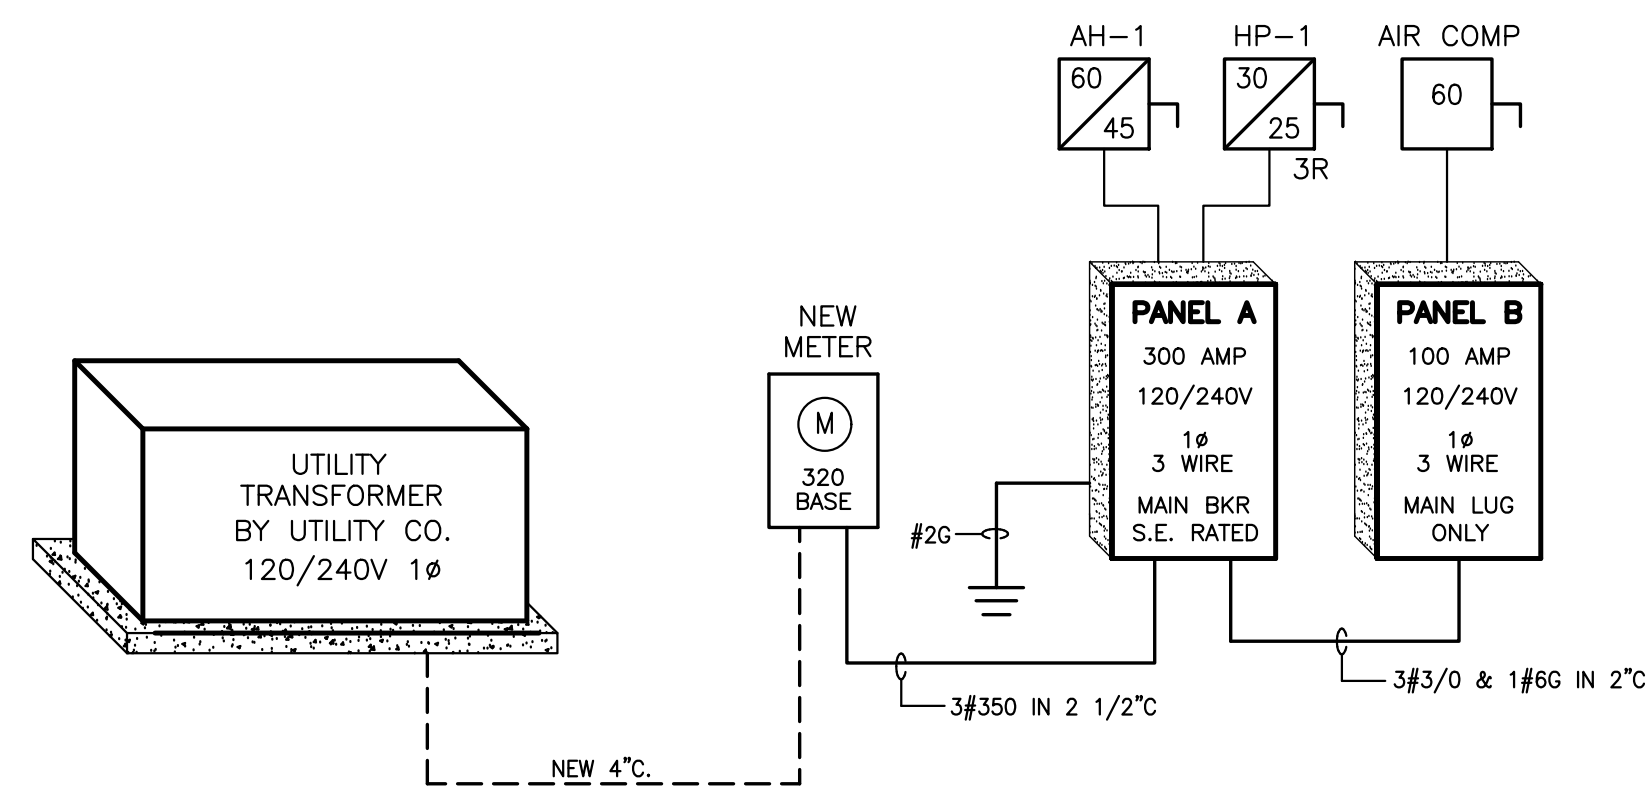 AH-1
HP-1
AIR COMP
60
45
30
25
60
3R
NEW
METER
M
320
BASE
PANEL A
300 AMP
120/240V
1ø
3 WIRE
MAIN BKR
S.E. RATED
PANEL B
100 AMP
120/240V
1ø
3 WIRE
MAIN LUG
ONLY
UTILITY
TRANSFORMER
BY UTILITY CO.
120/240V 1ø
#2G
3#3/0 & 1#6G IN 2"C
3#350 IN 2 1/2"C
NEW 4"C.